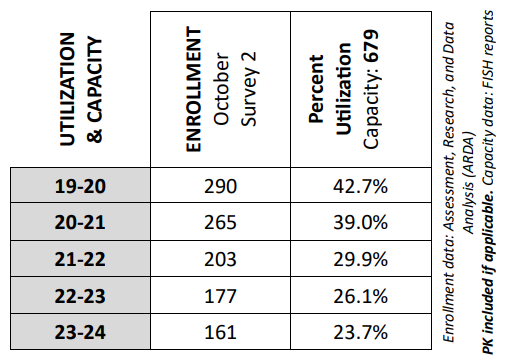 UTILIZATION
& CAPACITY
ENROLLMENT
October
Survey 2
Percent
Utilization
Capacity: 679
19-20 290 42.7%
20-21 265 39.0%
21-22 203 29.9%
22-23 177 26.1%
23-24 161 23.7%
Enrollment data: Assessment, Research, and Data
Analysis (ARDA)
PK included if applicable. Capacity data: FISH reports